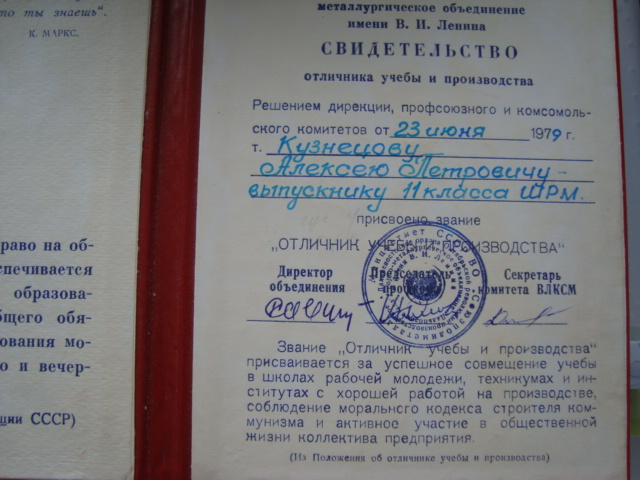 то ты знаешь".
К. МАРКС.
раво на об-
спечивается
образова-
бщего обя-
ования мо-
о и вечер-
ции СССР)
металлургическое объединение
имени В. И. Ленина
СВИДЕТЕЛЬСТВО
отличника учебы и производства
Решением дирекции, профсоюзного и комсомоль-
ского комитетов от 23 июня 1979 г.
т. Кузнецову
Алексею Петровичу -
выпускнику 11 класса ШРМ.
присвоено звание
„ОТЛИЧНИК УЧЕБЫ И ПРОИЗВОДСТВА"
Директор Председатель Секретарь
объединения комитета ВЛКСМ
Звание „Отличник учебы и производства"
присваивается за успешное совмещение учебы
в школах рабочей молодежи, техникумах и ин-
ститутах с хорошей работой на производстве,
соблюдение морального кодекса строителя ком-
мунизма и активное участие в общественной
жизни коллектива предприятия.
(Из Положения об отличнике учебы и производства)